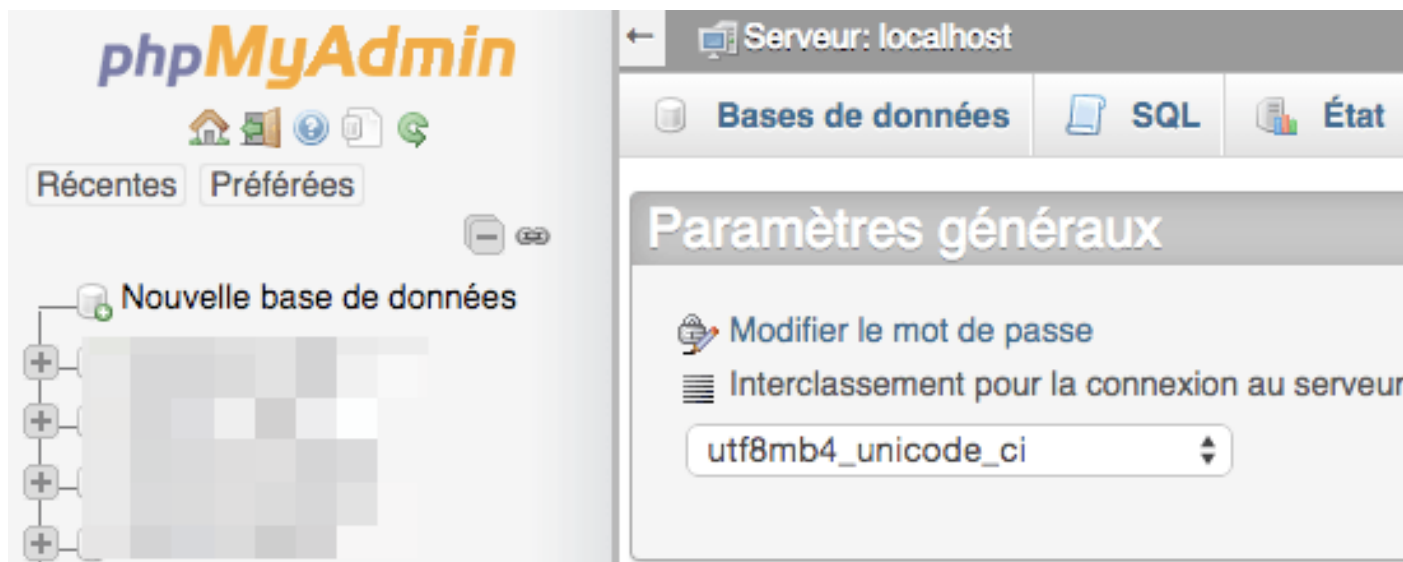 phpMyAdmin
Récentes Préférées
Nouvelle base de données
Serveur: localhost
Bases de données SQL État
Paramètres généraux
Modifier le mot de passe
Interclassement pour la connexion au serveur
utf8mb4_unicode_ci